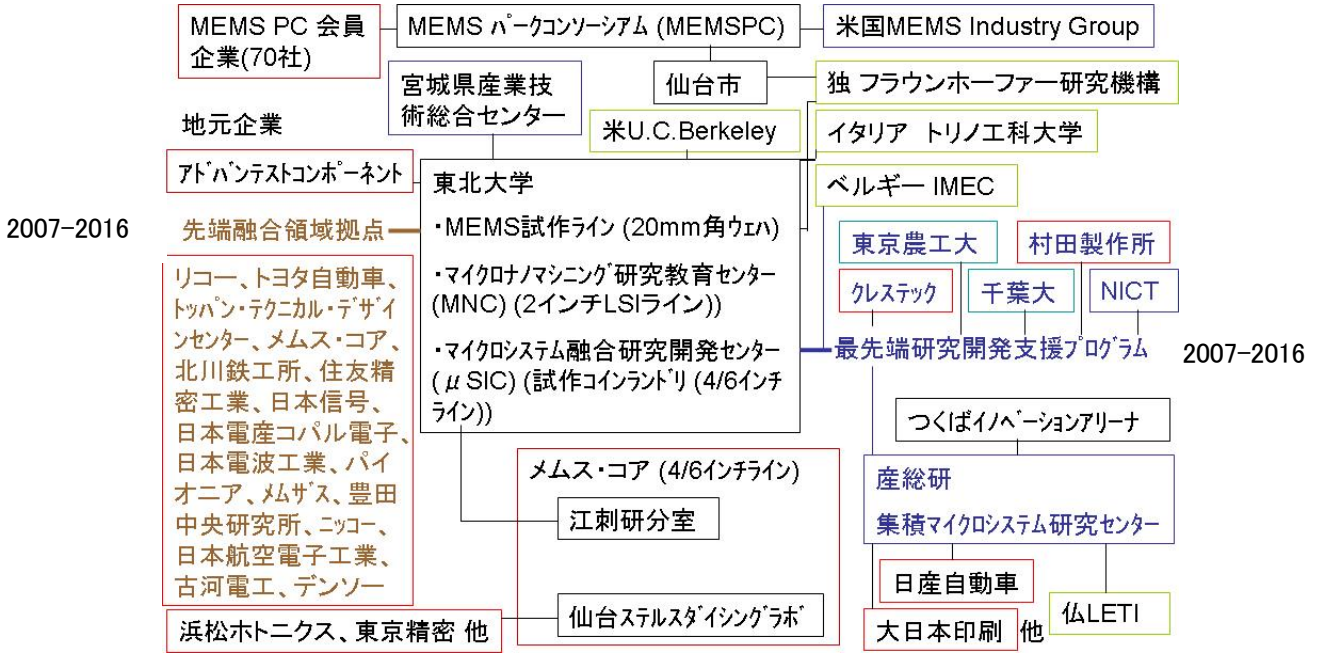 MEMS PC 会員
企業(70社)
MEMS パークコンソーシアム (MEMSPC)
米国MEMS Industry Group
宮城県産業技
術総合センター
仙台市
独 フラウンホーファー研究機構
地元企業
米U.C.Berkeley
イタリア トリノ工科大学
アドバンテストコンポーネント
東北大学
・MEMS試作ライン (20mm角ウェハ)
・マイクロナノマシニング研究教育センター
(MNC) (2インチLSIライン))
・マイクロシステム融合研究開発センター
(μSIC) (試作コインランドリ (4/6インチ
ライン))
ベルギー IMEC
2007-2016
先端融合領域拠点
リコー、トヨタ自動車、
トッパン・テクニカル・デザイ
ンセンター、メムス・コア、
北川鉄工所、住友精
密工業、日本信号、
日本電産コパル電子、
日本電波工業、パイ
オニア、メムザス、豊田
中央研究所、ニッコー、
日本航空電子工業、
古河電工、デンソー
東京農工大
村田製作所
クレステック
千葉大
NICT
最先端研究開発支援プログラム
2007-2016
つくばイノベーションアリーナ
メムス・コア (4/6インチライン)
江刺研分室
産総研
集積マイクロシステム研究センター
日産自動車
仏LETI
浜松ホトニクス、東京精密 他
仙台ステルスダイシングラボ
大日本印刷 他